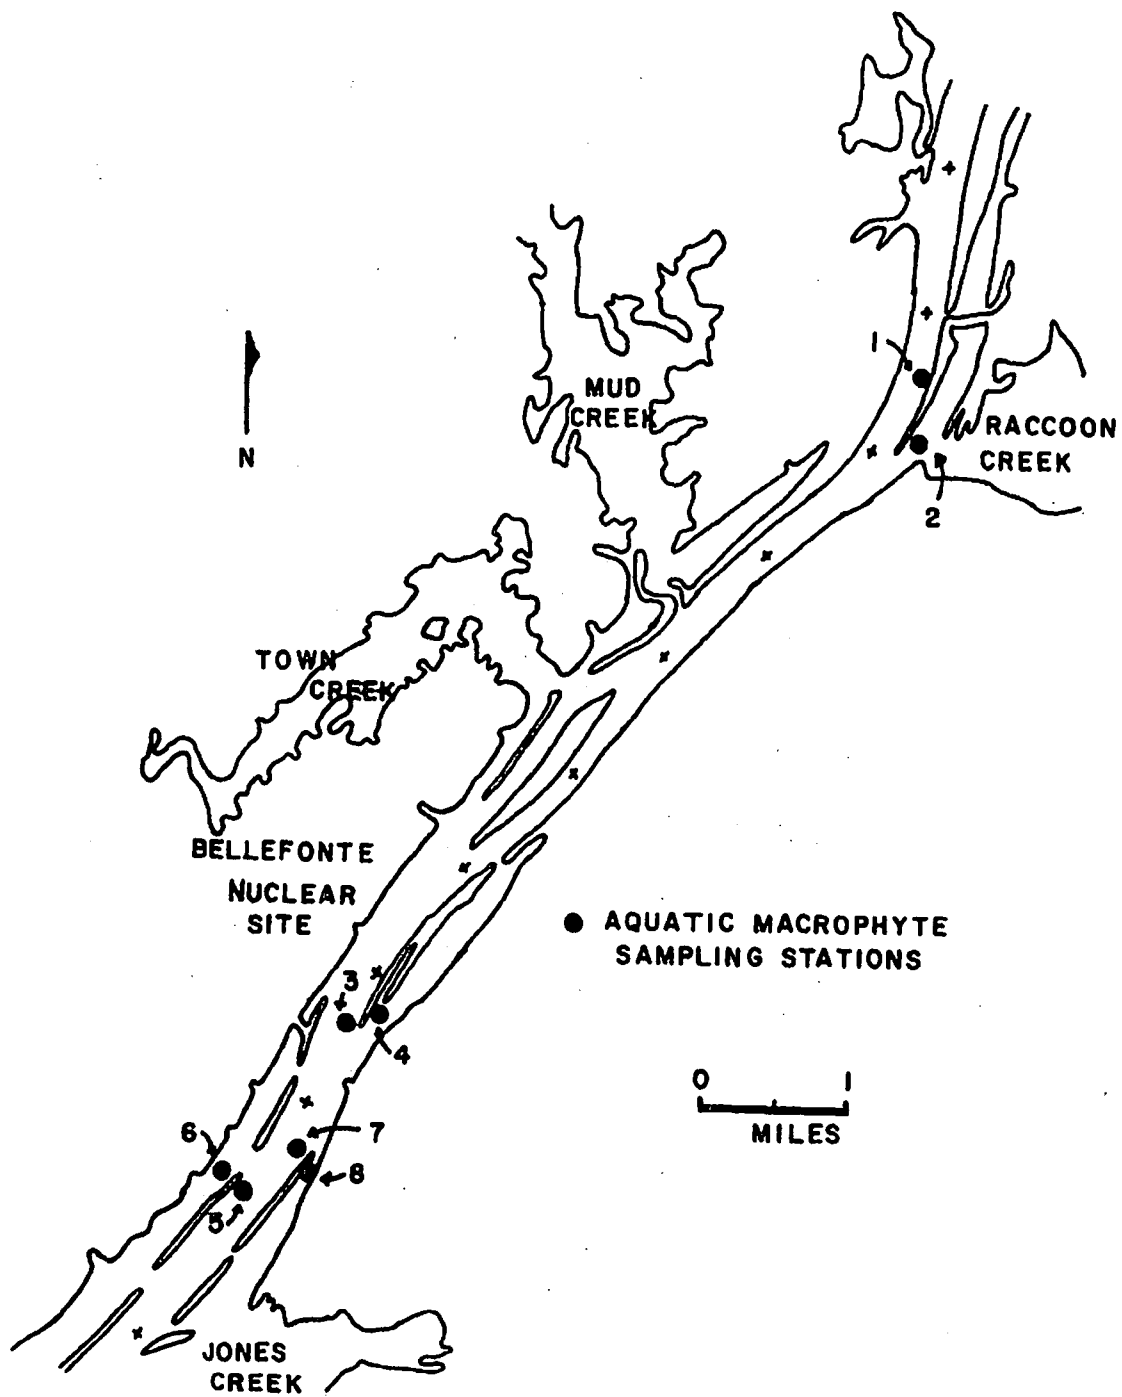 1
MUD
CREEK
RACCOON
CREEK
2
N
TOWN
CREEK
BELLEFONTE
NUCLEAR
SITE
AQUATIC MACROPHYTE
SAMPLING STATIONS
3
4
0 1
MILES
6
7
8
5
JONES
CREEK